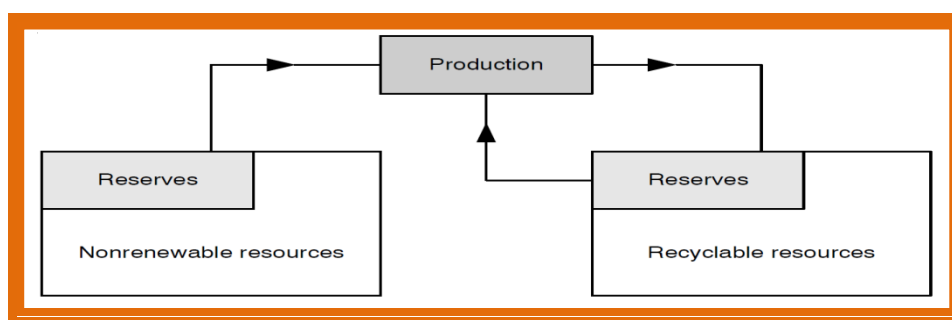 Production
Reserves
Reserves
Nonrenewable resources
Recyclable resources